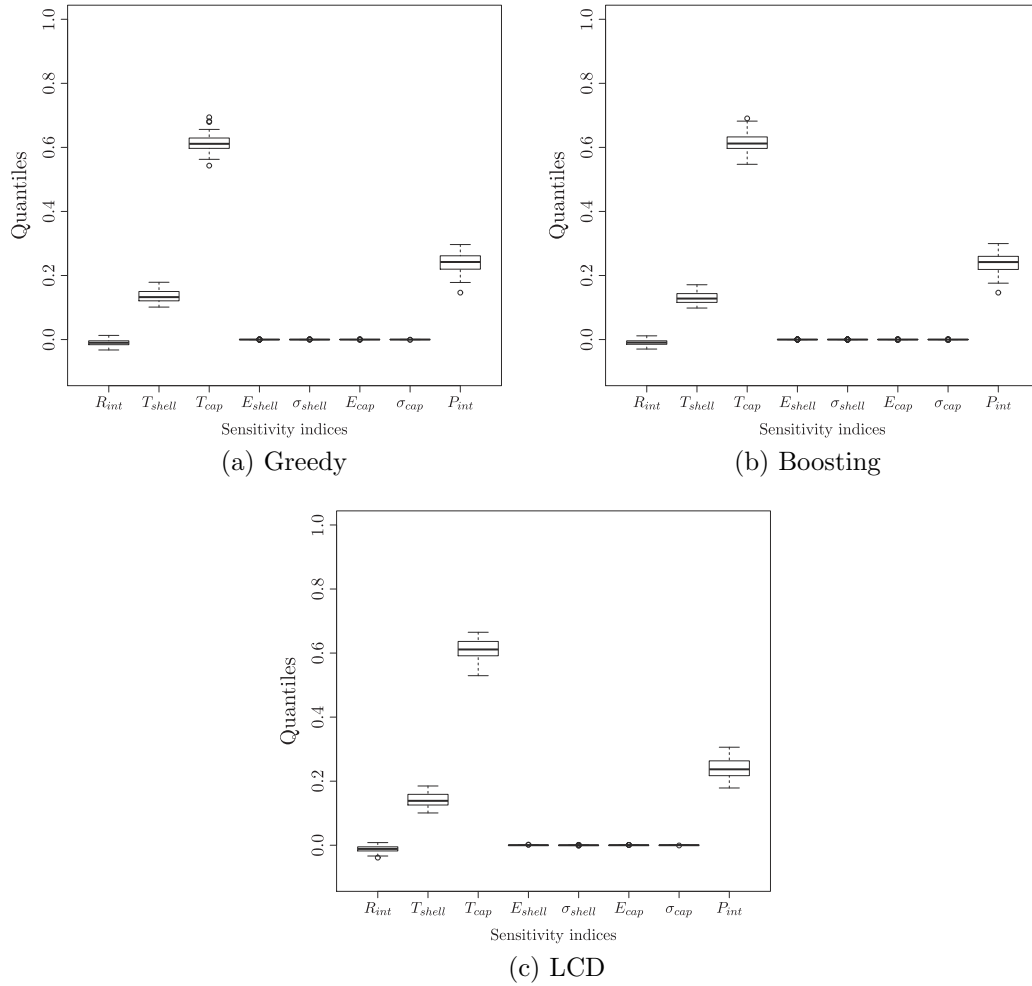 1.0
0.8
0.6
0.4
0.2
0.0
Quantiles
R_int T_shell T_cap E_shell σ_shell E_cap σ_cap P_int
Sensitivity indices
(a) Greedy
1.0
0.8
0.6
0.4
0.2
0.0
Quantiles
R_int T_shell T_cap E_shell σ_shell E_cap σ_cap P_int
Sensitivity indices
(b) Boosting
1.0
0.8
0.6
0.4
0.2
0.0
Quantiles
R_int T_shell T_cap E_shell σ_shell E_cap σ_cap P_int
Sensitivity indices
(c) LCD